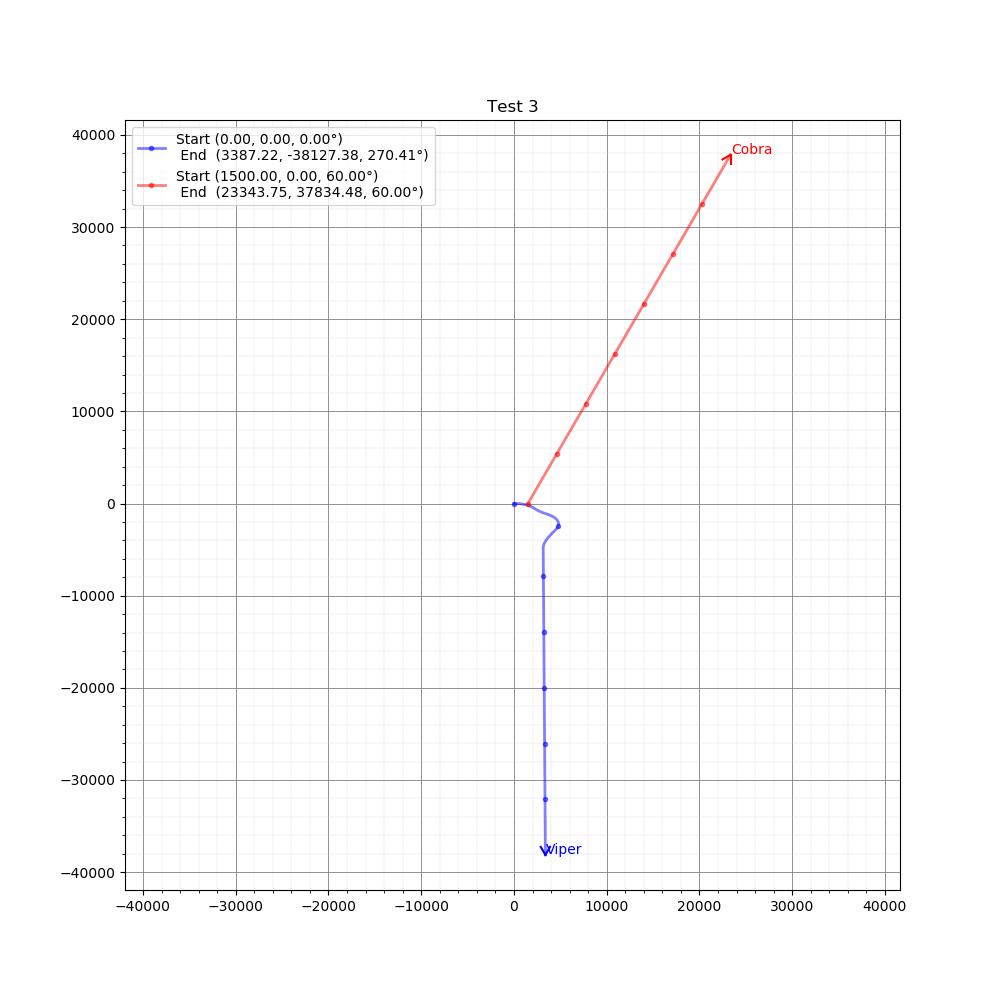 Test 3
Start (0.00, 0.00, 0.00°)
End (3387.22, -38127.38, 270.41°)
Start (1500.00, 0.00, 60.00°)
End (23343.75, 37834.48, 60.00°)
Cobra
Viper
40000
30000
20000
10000
0
−10000
−20000
−30000
−40000
−40000 −30000 −20000 −10000 0 10000 20000 30000 40000